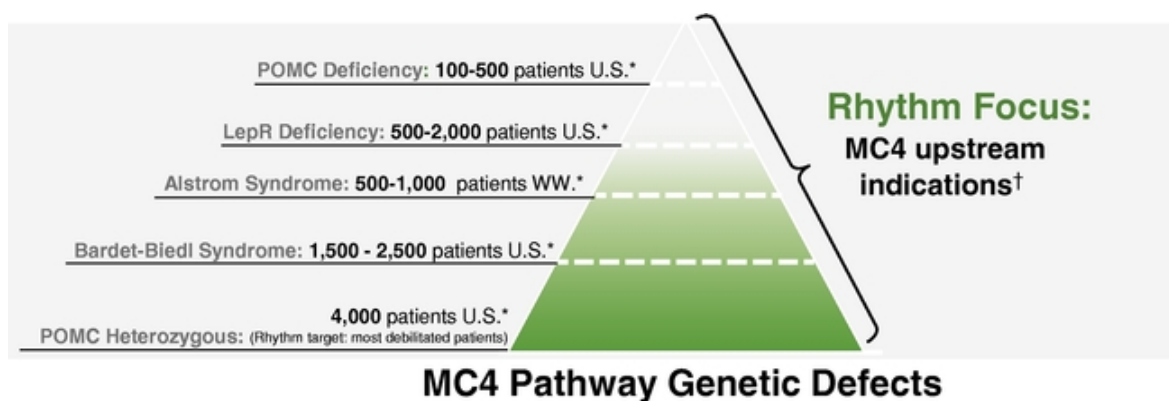 POMC Deficiency: 100-500 patients U.S.*
LepR Deficiency: 500-2,000 patients U.S.*
Alstrom Syndrome: 500-1,000 patients WW.*
Bardet-Biedl Syndrome: 1,500 - 2,500 patients U.S.*
4,000 patients U.S.*
POMC Heterozygous: (Rhythm target: most debilitated patients)
Rhythm Focus:
MC4 upstream
indications†
MC4 Pathway Genetic Defects